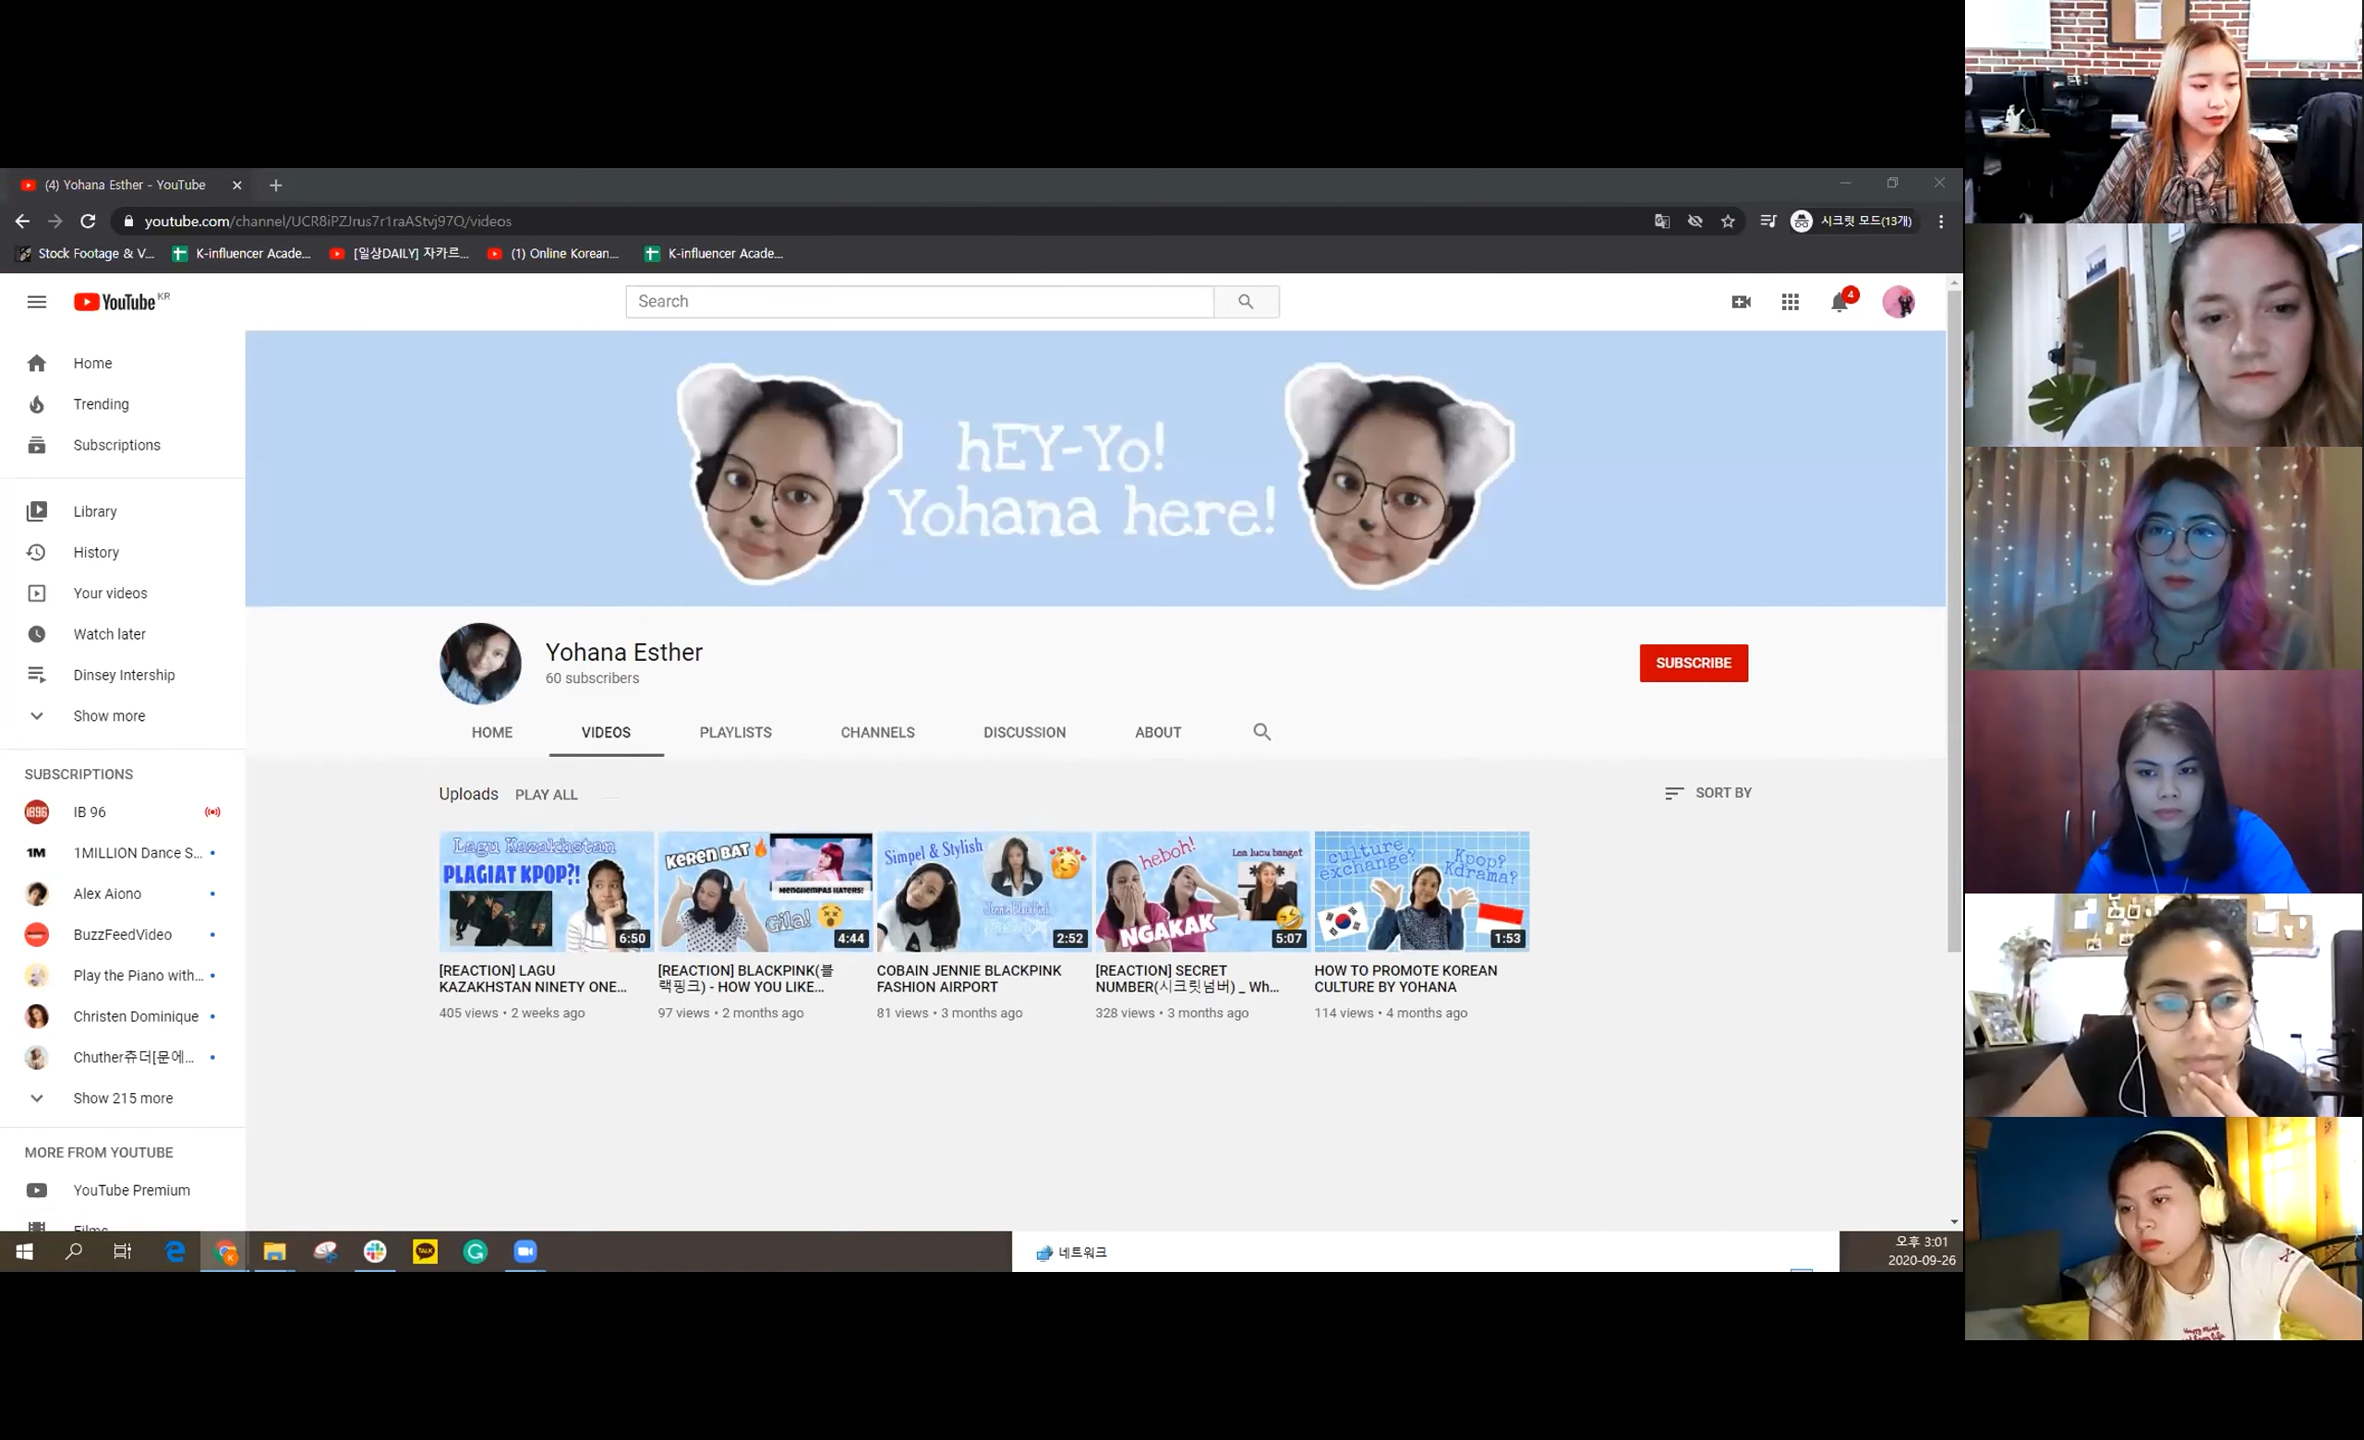 (4) Yohana Esther - YouTube
youtube.com/channel/UCR8iPZJrus7r1raAStvj97Q/videos
시크릿 모드(13개)
Stock Footage & V...
K-influencer Acade...
[일상DAILY] 자카르...
(1) Online Korean...
K-influencer Acade...
YouTube KR
Search
4
Home
Trending
Subscriptions
Library
History
Your videos
Watch later
Dinsey Intership
Show more
SUBSCRIPTIONS
IB 96
1MILLION Dance S...
Alex Aiono
BuzzFeedVideo
Play the Piano with...
Christen Dominique
Chuther츄더[문에...
Show 215 more
MORE FROM YOUTUBE
YouTube Premium
Films
hEY-Yo!
Yohana here!
Yohana Esther
60 subscribers
SUBSCRIBE
HOME
VIDEOS
PLAYLISTS
CHANNELS
DISCUSSION
ABOUT
Uploads
PLAY ALL
SORT BY
Lagu Kazakhstan
PLAGIAT KPOP?!
6:50
[REACTION] LAGU
KAZAKHSTAN NINETY ONE...
405 views • 2 weeks ago
KEREN BAT
MENGHEMPAS HATERS!
Gila!
4:44
[REACTION] BLACKPINK(블
랙핑크) - HOW YOU LIKE...
97 views • 2 months ago
Simpel & Stylish
Jennie BlackPink
2:52
COBAIN JENNIE BLACKPINK
FASHION AIRPORT
81 views • 3 months ago
heboh!
Lea lucu banget
NGAKAK
5:07
[REACTION] SECRET
NUMBER(시크릿넘버) _ Wh...
328 views • 3 months ago
culture
exchange?
Kpop?
Kdrama?
1:53
HOW TO PROMOTE KOREAN
CULTURE BY YOHANA
114 views • 4 months ago
네트워크
오후 3:01
2020-09-26